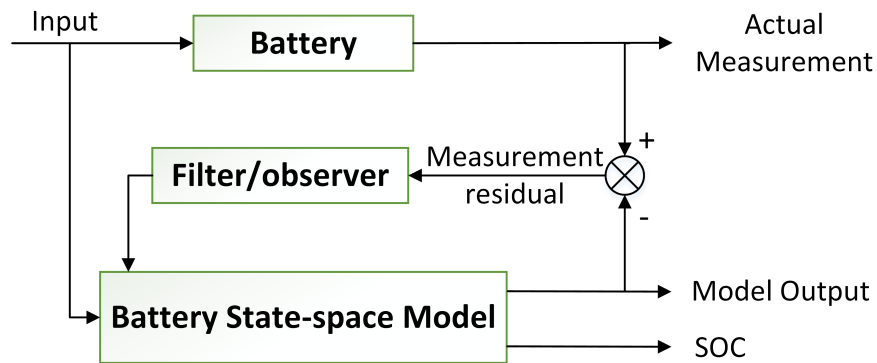 Input
Battery
Actual
Measurement
+
Filter/observer
Measurement
residual
-
Battery State-space Model
Model Output
SOC